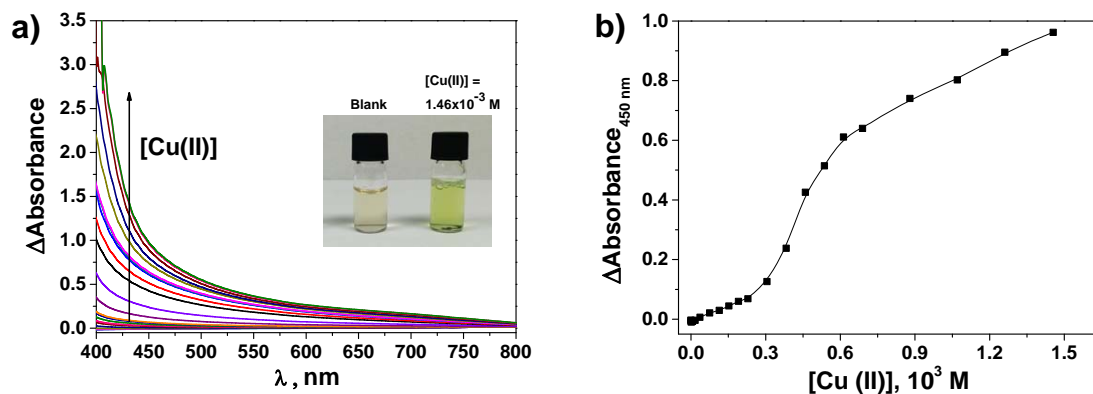 a)
3.5
3.0
2.5
2.0
1.5
1.0
0.5
0.0
ΔAbsorbance
[Cu(II)]
Blank
[Cu(II)] =
1.46x10⁻³ M
400 450 500 550 600 650 700 750 800
λ, nm
b)
1.0
0.8
0.6
0.4
0.2
0.0
ΔAbsorbance₄₅₀ ₙₘ
0.0 0.3 0.6 0.9 1.2 1.5
[Cu (II)], 10³ M